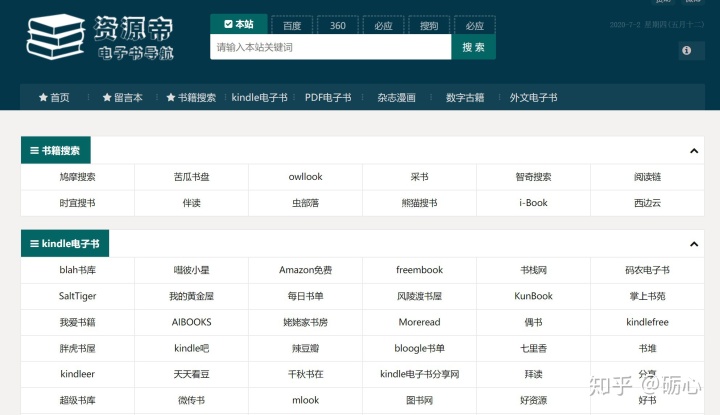 资源帝
电子书导航
本站 百度 360 必应 搜狗 必应
请输入本站关键词 搜 索
2020-7-2 星期四(五月十二)
首页 留言本 书籍搜索 kindle电子书 PDF电子书 杂志漫画 数字古籍 外文电子书
书籍搜索
鸠摩搜索 苦瓜书盘 owllook 采书 智奇搜索 阅读链
时宜搜书 伴读 虫部落 熊猫搜书 i-Book 西边云
kindle电子书
blah书库 喵彼小星 Amazon免费 freembook 书栈网 码农电子书
SaltTiger 我的黄金屋 每日书单 风陵渡书屋 KunBook 掌上书苑
我爱书籍 AIBOOKS 姥姥家书房 Moreread 偶书 kindlefree
胖虎书屋 kindle吧 辣豆瓣 bloogle书单 七里香 书堆
kindleer 天天看豆 千秋书在 kindle电子书分享网 拜读 分享
超级书库 微传书 mlook 图书网 好资源 好书
知乎 @砺心